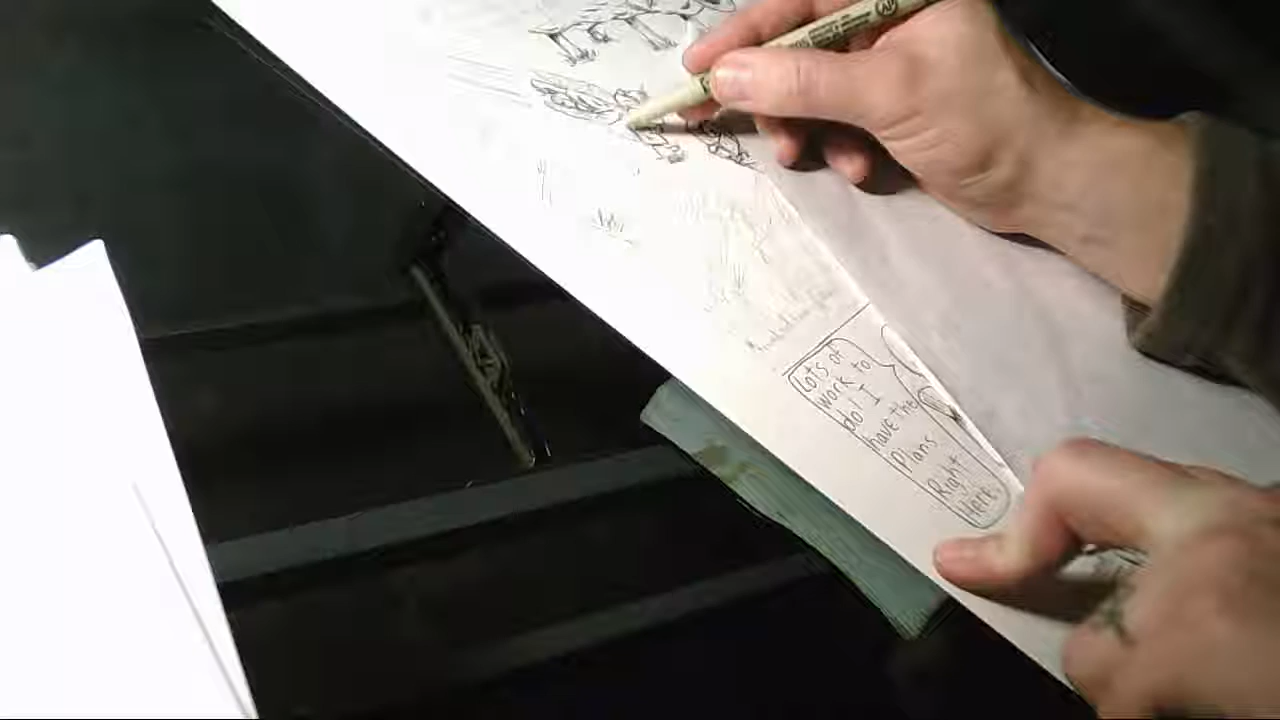 Lots of
work to
do! I
have the
Plans
Right
Here.